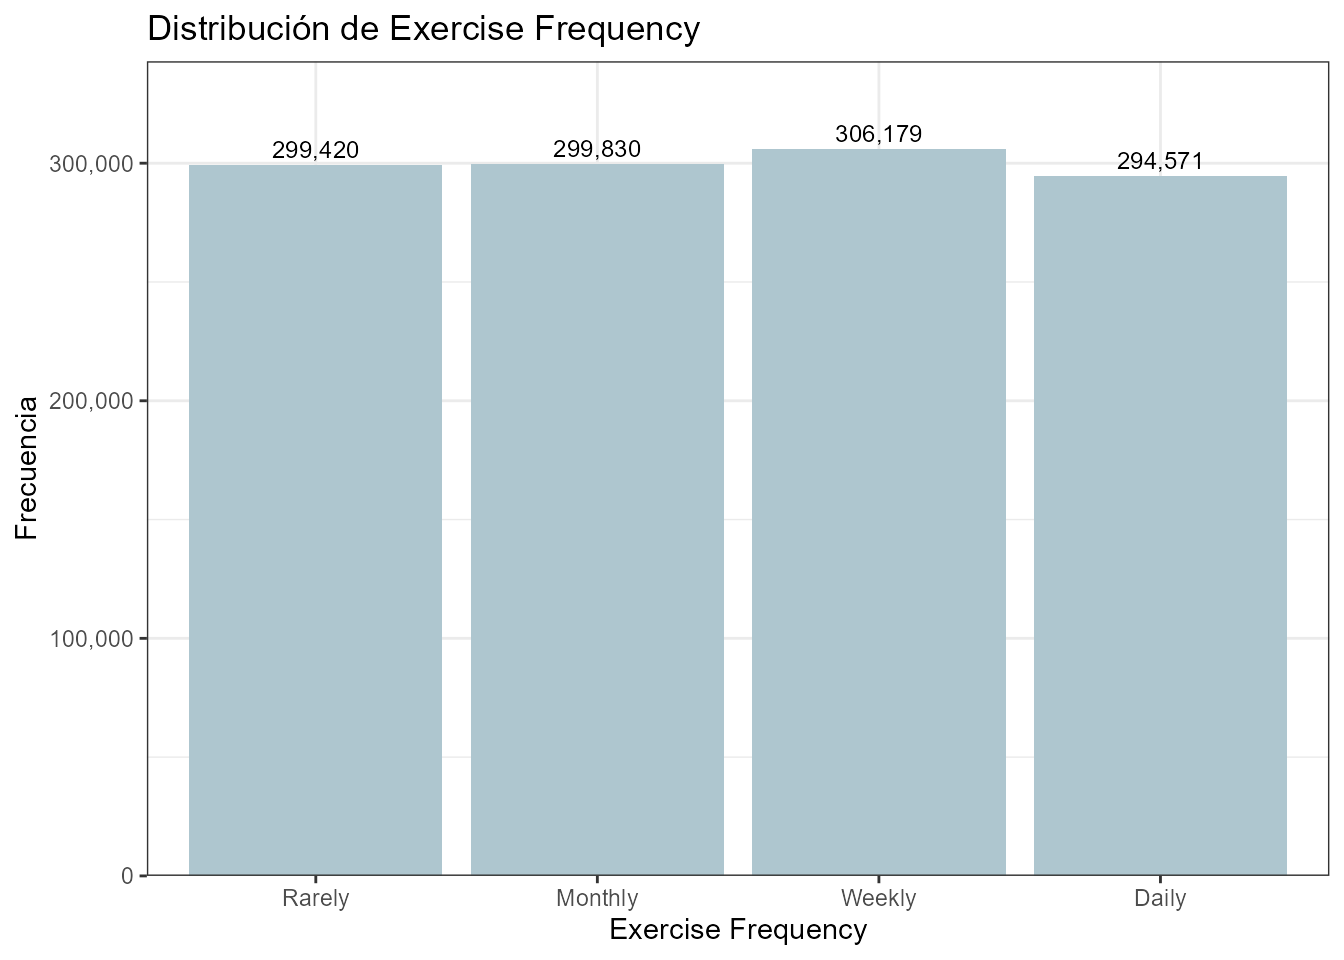 Distribución de Exercise Frequency
306,179
299,420
299,830
294,571
300,000
200,000
100,000
0
Frecuencia
Rarely
Monthly
Weekly
Daily
Exercise Frequency